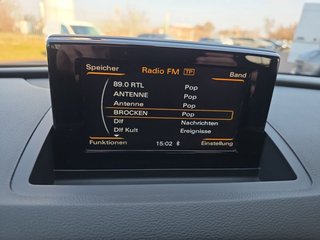 Speicher Radio FM TP Band
89.0 RTL Pop
ANTENNE Pop
Antenne Pop
BROCKEN Pop
Dlf Nachrichten
Dlf Kult Ereignisse
Funktionen 15:02 Einstellung